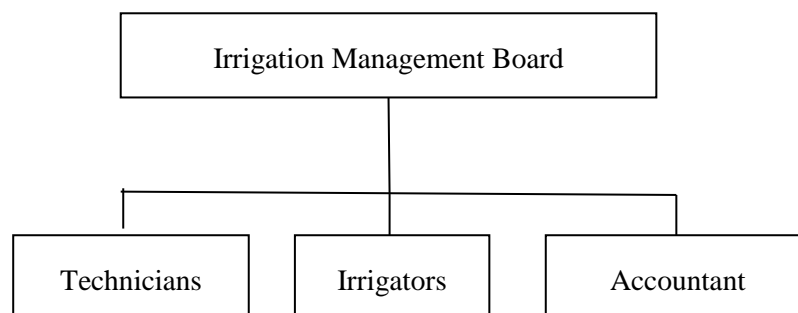 Irrigation Management Board
Technicians
Irrigators
Accountant